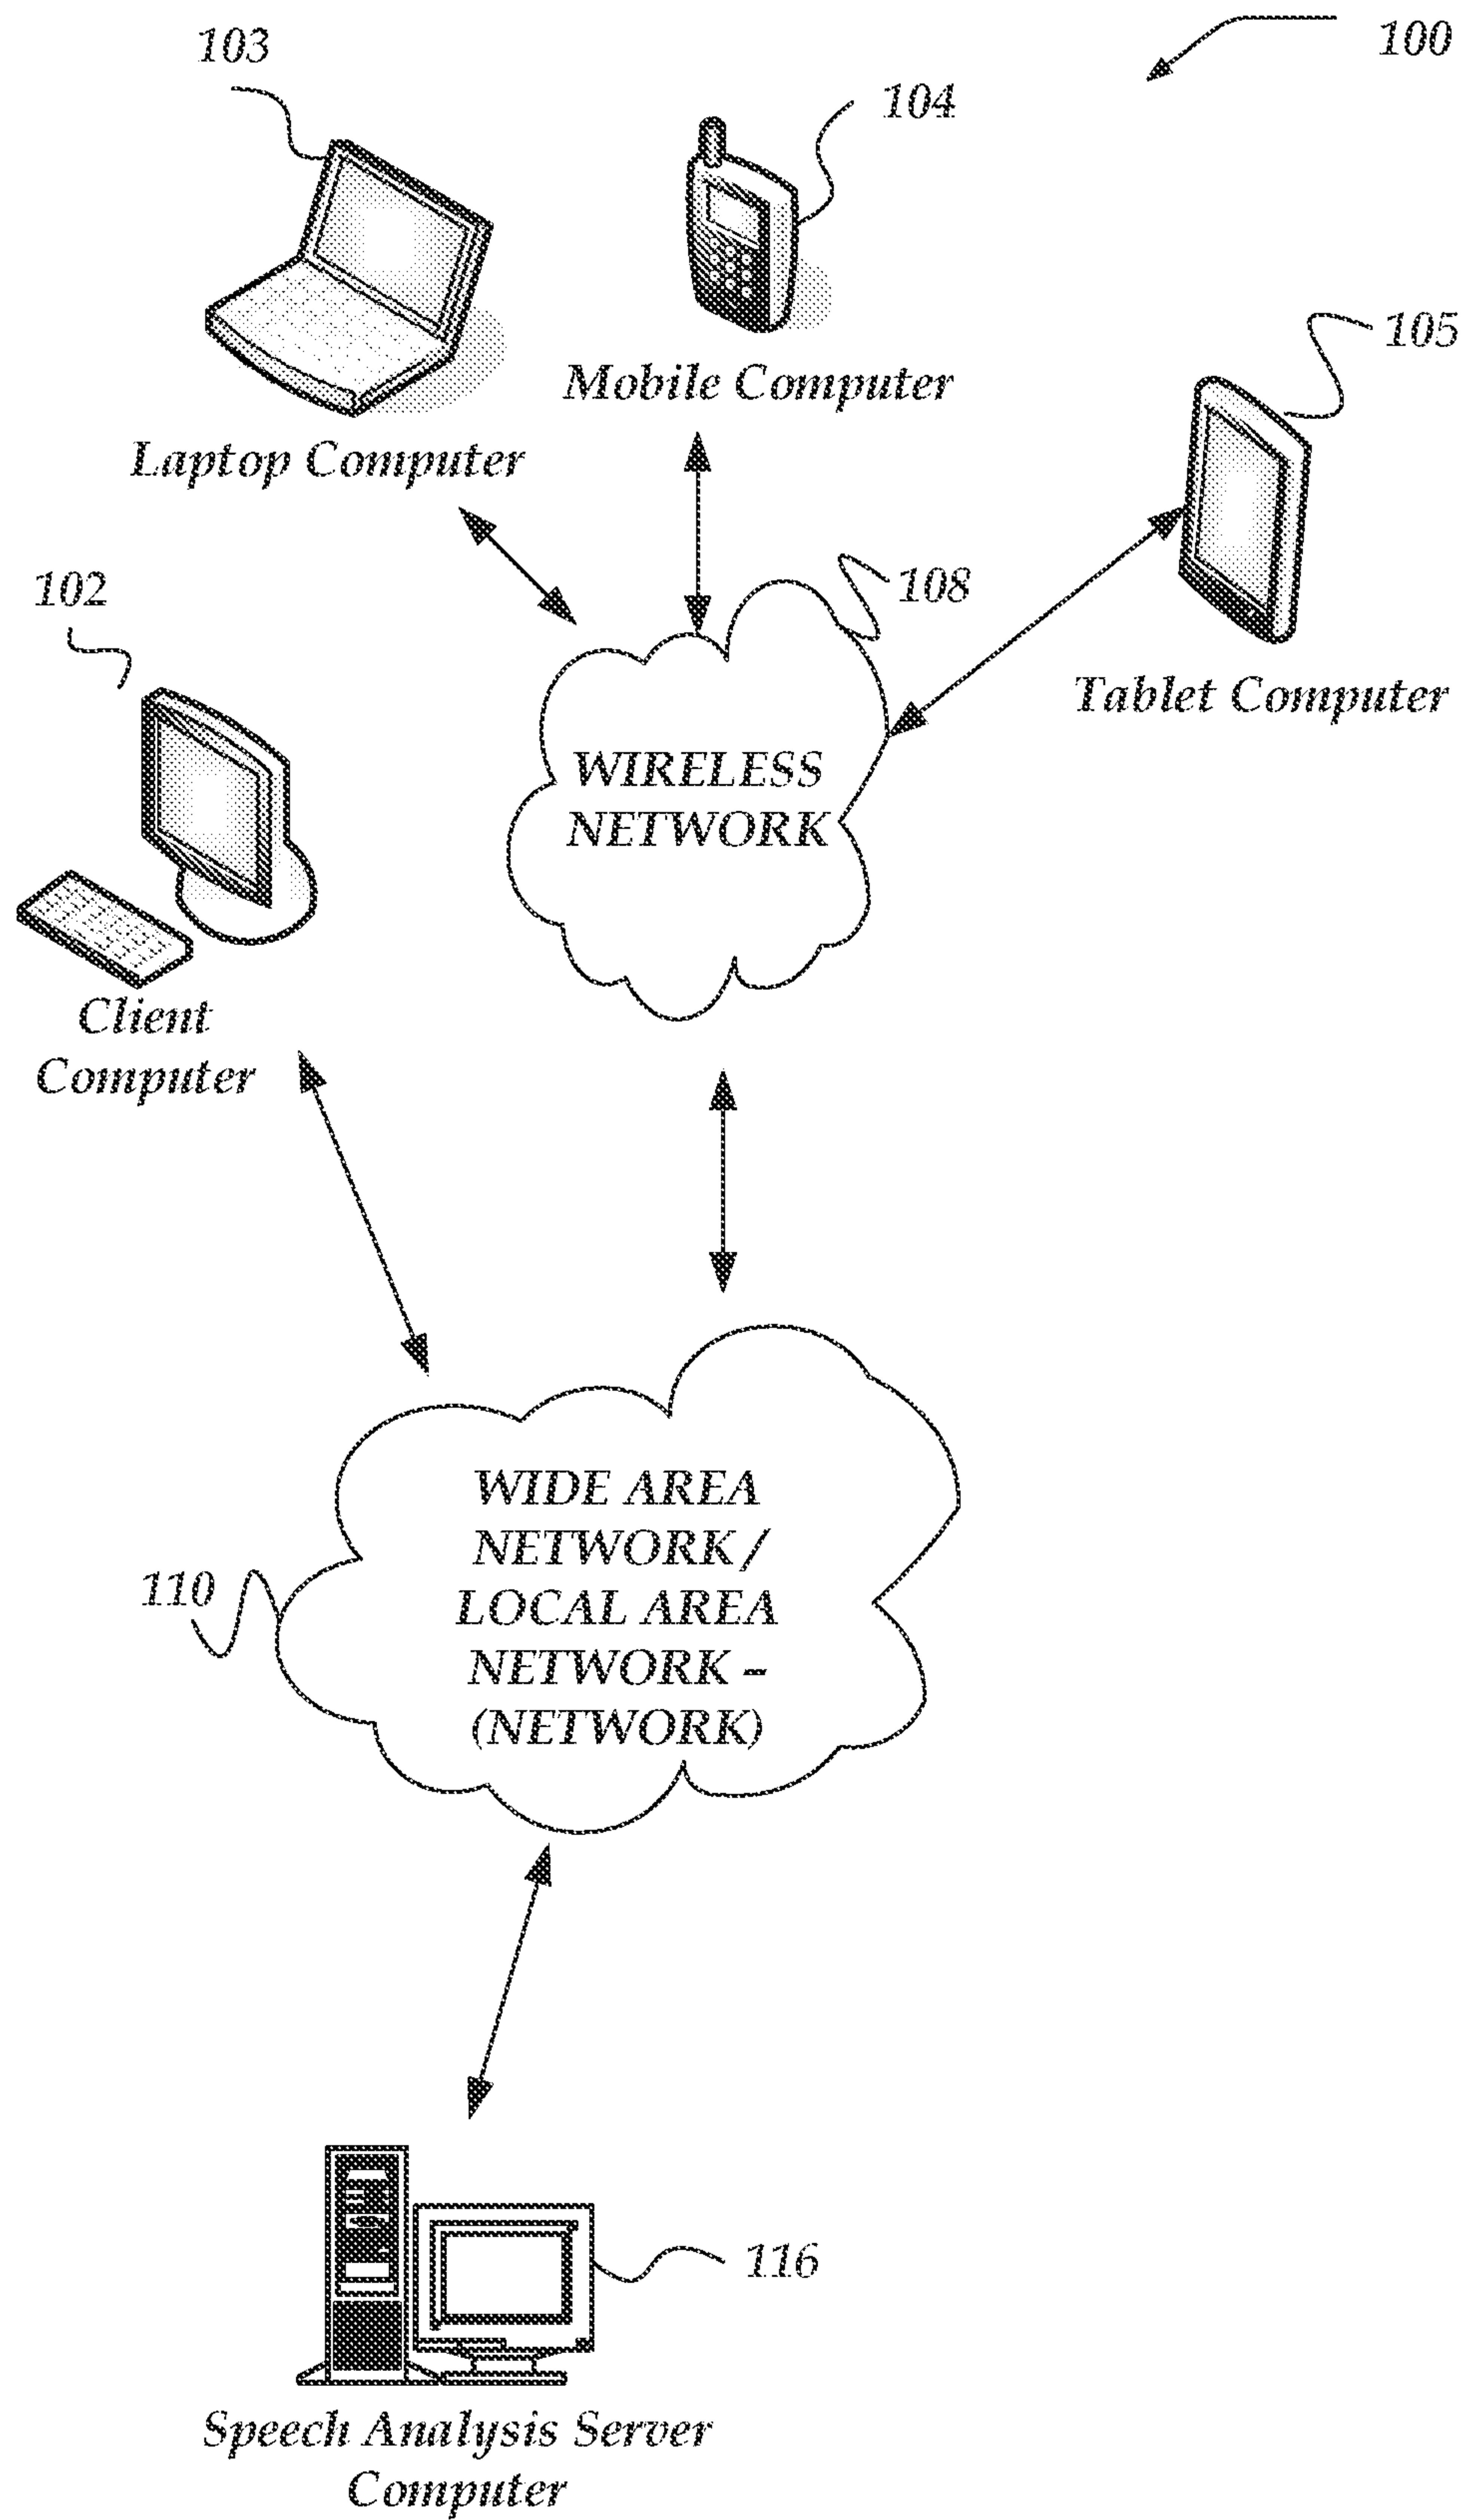 100
103
104
Mobile Computer
105
Laptop Computer
102
108
Tablet Computer
WIRELESS
NETWORK
Client
Computer
WIDE AREA
NETWORK /
LOCAL AREA
NETWORK –
(NETWORK)
110
116
Speech Analysis Server
Computer